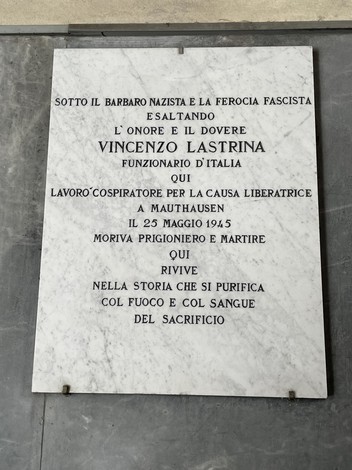 SOTTO IL BARBARO NAZISTA E LA FEROCIA FASCISTA
ESALTANDO
L'ONORE E IL DOVERE
VINCENZO LASTRINA
FUNZIONARIO D'ITALIA
QUI
LAVORO' COSPIRATORE PER LA CAUSA LIBERATRICE
A MAUTHAUSEN
IL 25 MAGGIO 1945
MORIVA PRIGIONIERO E MARTIRE
QUI
RIVIVE
NELLA STORIA CHE SI PURIFICA
COL FUOCO E COL SANGUE
DEL SACRIFICIO